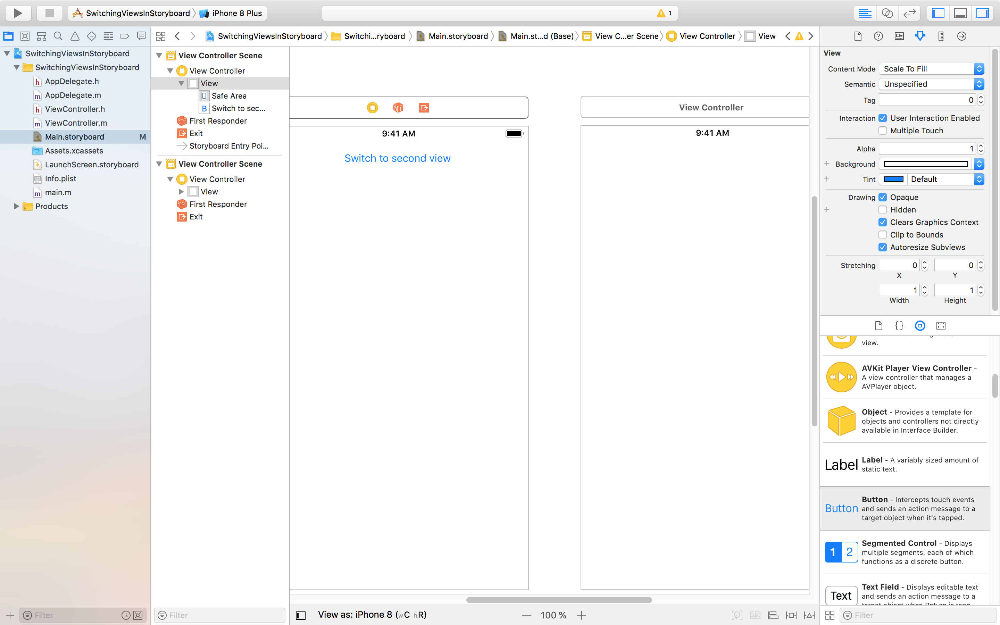 SwitchingViewsInStoryboard
iPhone 8 Plus
1
SwitchingViewsInStoryboard
Switchi...ryboard
Main.storyboard
Main.st...d (Base)
View C...er Scene
View Controller
View
SwitchingViewsInStoryboard
SwitchingViewsInStoryboard
h AppDelegate.h
m AppDelegate.m
h ViewController.h
m ViewController.m
Main.storyboard M
Assets.xcassets
LaunchScreen.storyboard
Info.plist
m main.m
Products
Filter
View Controller Scene
View Controller
View
Safe Area
B Switch to sec...
First Responder
Exit
Storyboard Entry Poi...
View Controller Scene
View Controller
View
First Responder
Exit
Filter
9:41 AM
Switch to second view
View Controller
9:41 AM
View as: iPhone 8 (wC hR)
100 %
View
Content Mode Scale To Fill
Semantic Unspecified
Tag 0
Interaction User Interaction Enabled
Multiple Touch
Alpha 1
Background
Tint Default
Drawing Opaque
Hidden
Clears Graphics Context
Clip to Bounds
Autoresize Subviews
Stretching 0 0
X Y
1 1
Width Height
{}
view.
AVKit Player View Controller -
A view controller that manages a
AVPlayer object.
Object - Provides a template for
objects and controllers not directly
available in Interface Builder.
Label
Label - A variably sized amount of
static text.
Button
Button - Intercepts touch events
and sends an action message to a
target object when it's tapped.
1 2
Segmented Control - Displays
multiple segments, each of which
functions as a discrete button.
Text
Text Field - Displays editable text
and sends an action message to a
target object when Return is tapp
Filter